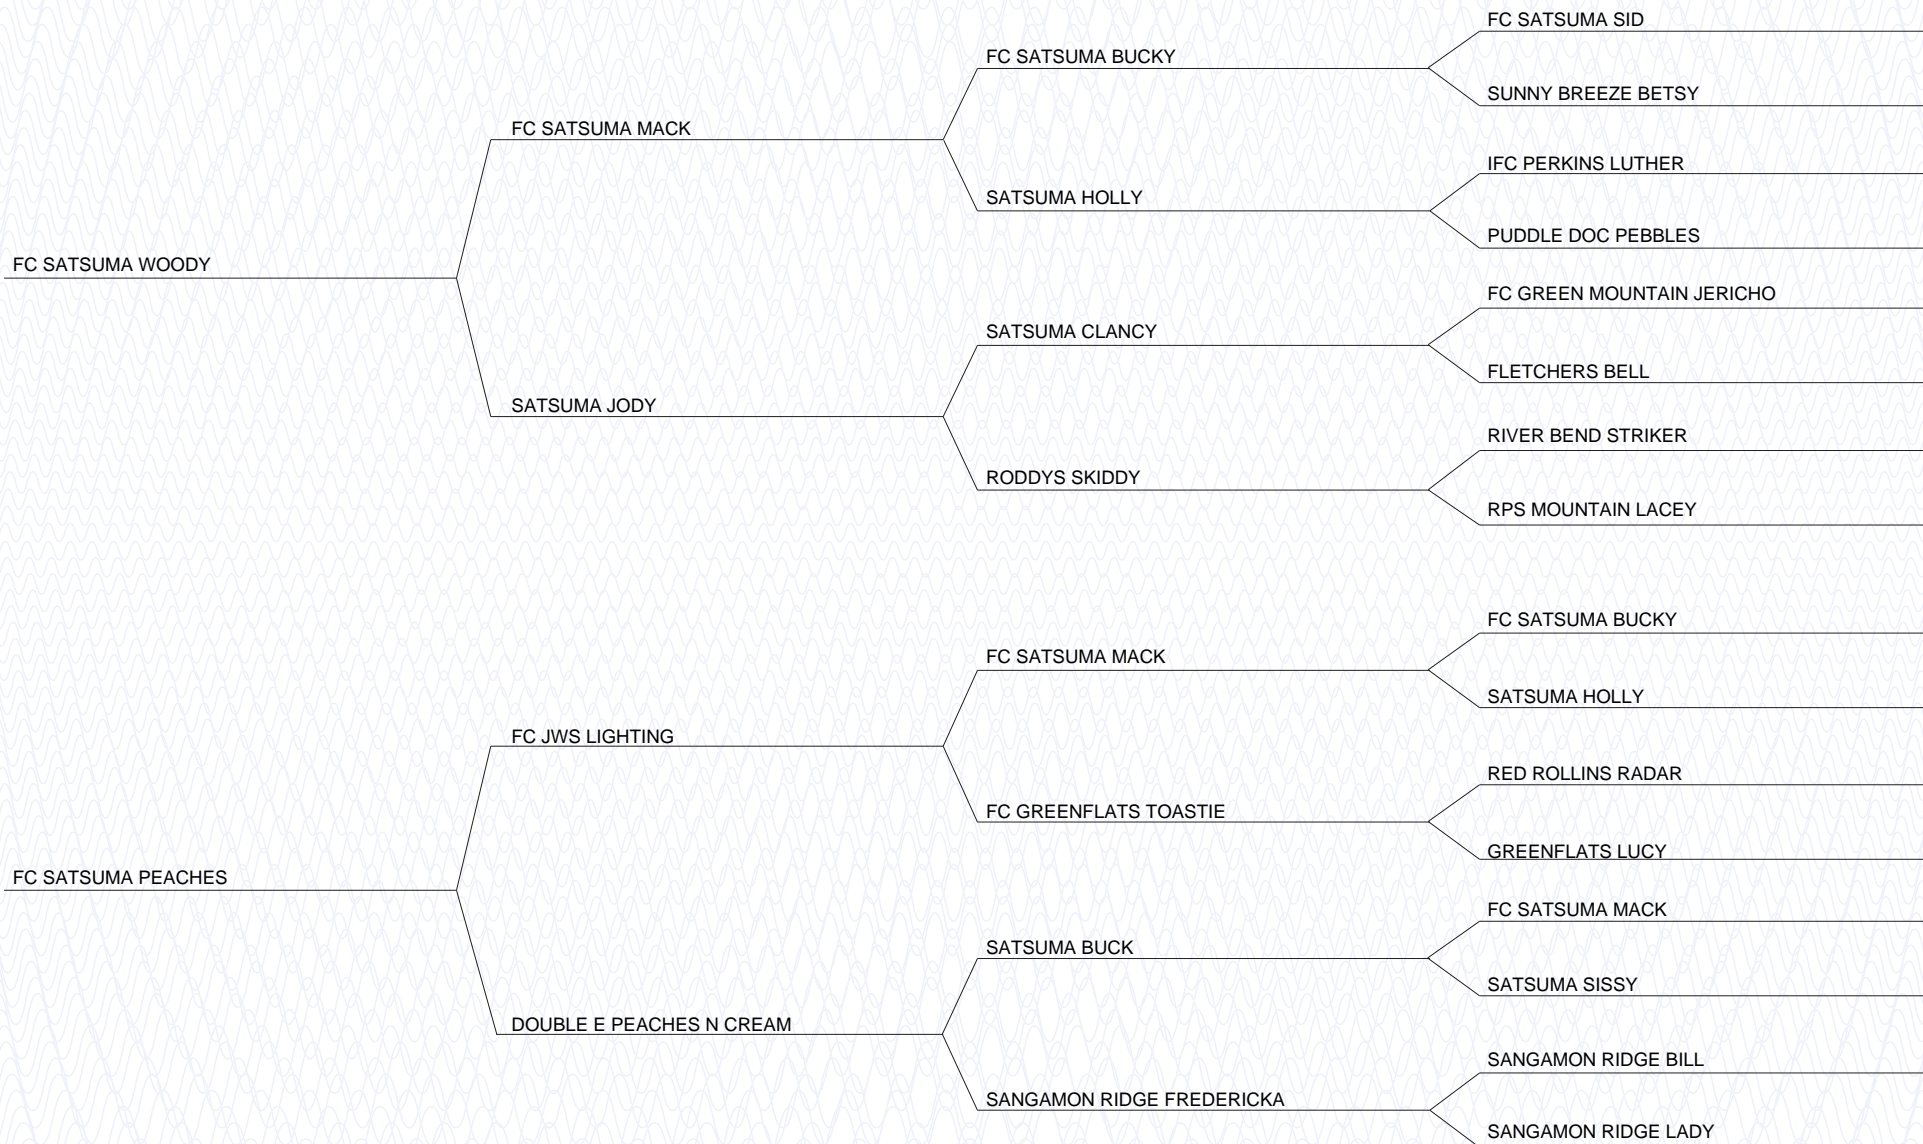 FC SATSUMA SID
FC SATSUMA BUCKY
SUNNY BREEZE BETSY
FC SATSUMA MACK
IFC PERKINS LUTHER
SATSUMA HOLLY
PUDDLE DOC PEBBLES
FC SATSUMA WOODY
FC GREEN MOUNTAIN JERICHO
SATSUMA CLANCY
FLETCHERS BELL
SATSUMA JODY
RIVER BEND STRIKER
RODDYS SKIDDY
RPS MOUNTAIN LACEY
FC SATSUMA BUCKY
FC SATSUMA MACK
SATSUMA HOLLY
FC JWS LIGHTING
RED ROLLINS RADAR
FC GREENFLATS TOASTIE
GREENFLATS LUCY
FC SATSUMA PEACHES
FC SATSUMA MACK
SATSUMA BUCK
SATSUMA SISSY
DOUBLE E PEACHES N CREAM
SANGAMON RIDGE BILL
SANGAMON RIDGE FREDERICKA
SANGAMON RIDGE LADY